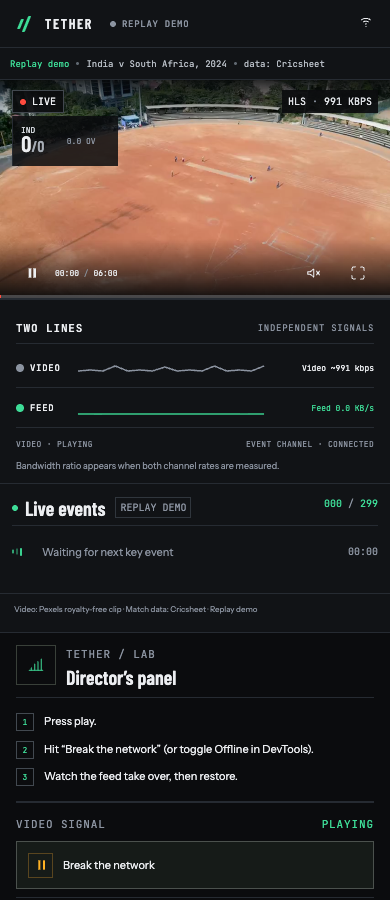 TETHER
REPLAY DEMO
Replay demo • India v South Africa, 2024 • data: Cricsheet
LIVE
HLS · 991 KBPS
IND
0/0 0.0 OV
00:00 / 06:00
TWO LINES
INDEPENDENT SIGNALS
VIDEO
Video ~991 kbps
FEED
Feed 0.0 KB/s
VIDEO · PLAYING
EVENT CHANNEL · CONNECTED
Bandwidth ratio appears when both channel rates are measured.
Live events
REPLAY DEMO
000 / 299
Waiting for next key event
00:00
Video: Pexels royalty-free clip · Match data: Cricsheet · Replay demo
TETHER / LAB
Director's panel
1 Press play.
2 Hit “Break the network” (or toggle Offline in DevTools).
3 Watch the feed take over, then restore.
VIDEO SIGNAL
PLAYING
Break the network